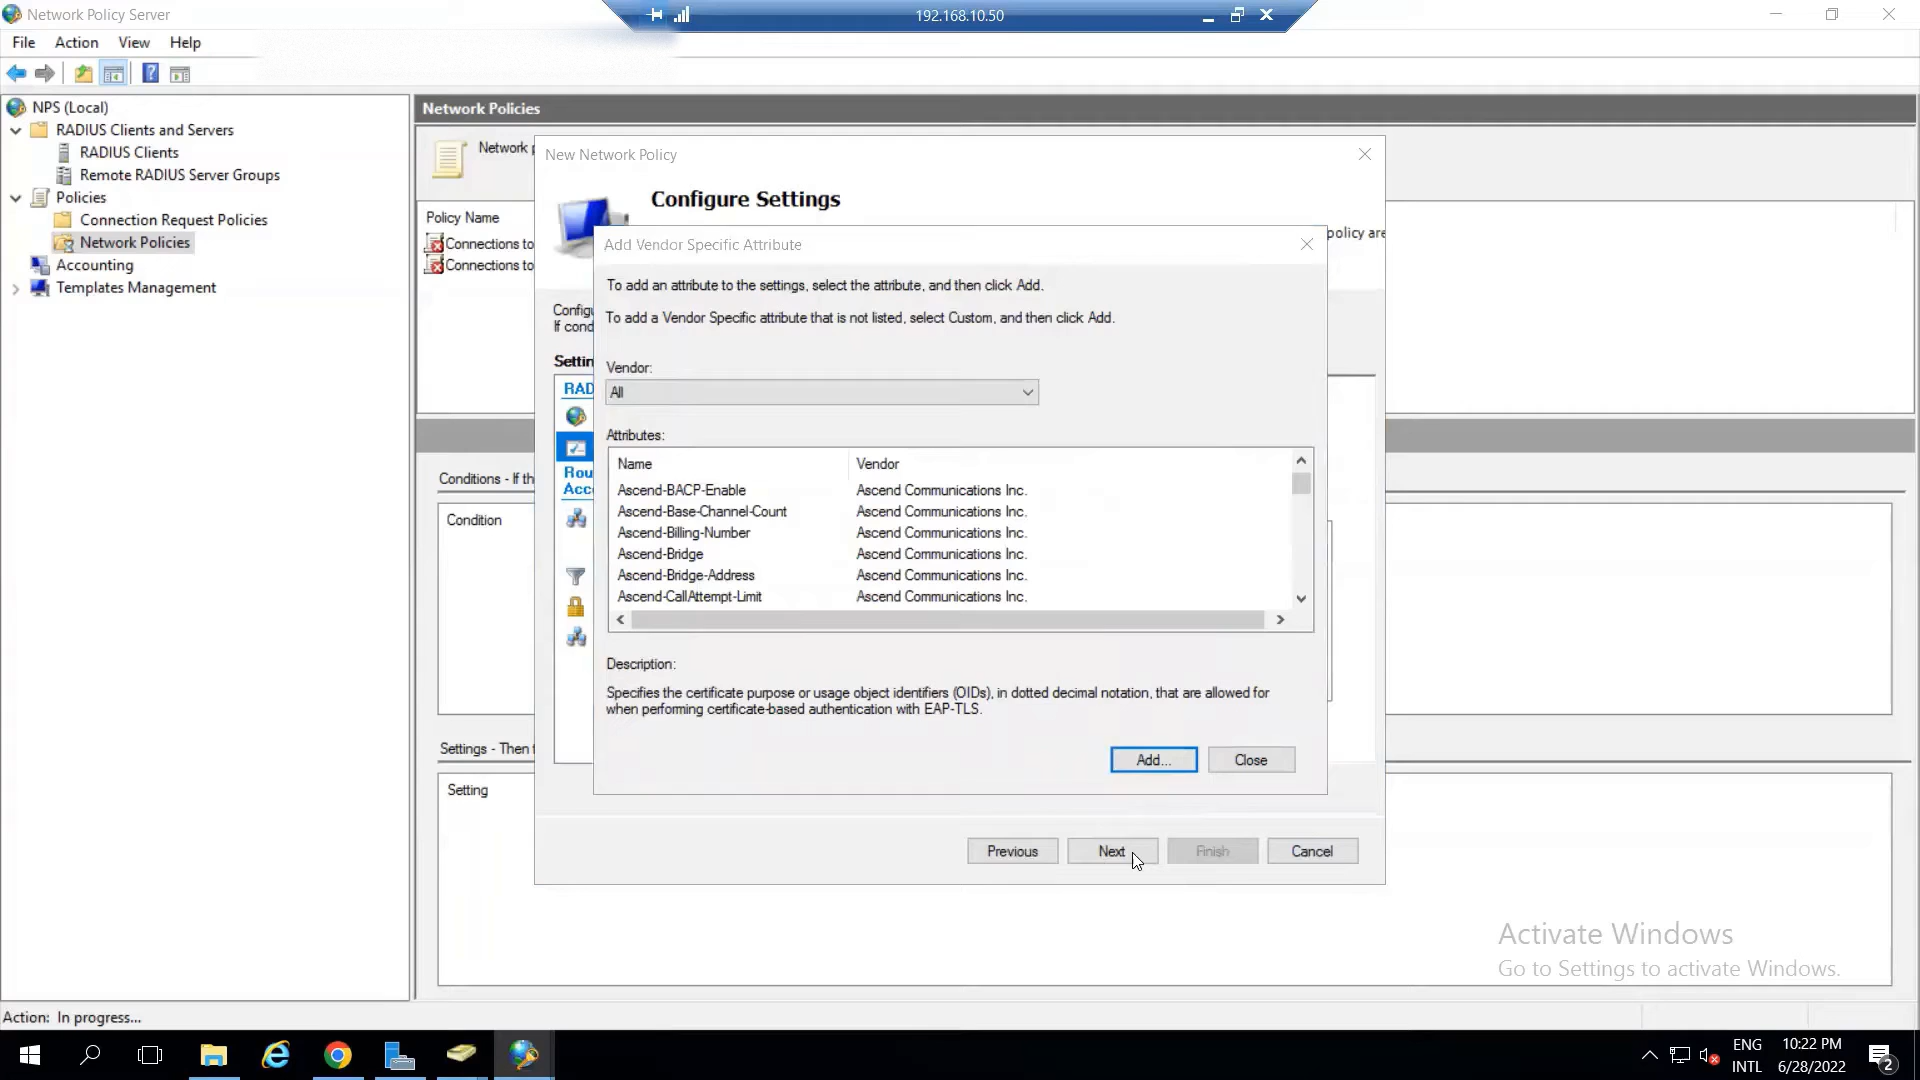 Network Policy Server
192.168.10.50
File Action View Help
NPS (Local)
RADIUS Clients and Servers
RADIUS Clients
Remote RADIUS Server Groups
Policies
Connection Request Policies
Network Policies
Accounting
Templates Management
Network Policies
Network
Policy Name
Connections to
Connections to
Conditions - If th
Condition
Settings - Then
Setting
New Network Policy
Configure Settings
policy are
Config
If cond
Settin
RAD
Rou
Acc
Add Vendor Specific Attribute
To add an attribute to the settings, select the attribute, and then click Add.
To add a Vendor Specific attribute that is not listed, select Custom, and then click Add.
Vendor:
All
Attributes:
Name Vendor
Ascend-BACP-Enable Ascend Communications Inc.
Ascend-Base-Channel-Count Ascend Communications Inc.
Ascend-Billing-Number Ascend Communications Inc.
Ascend-Bridge Ascend Communications Inc.
Ascend-Bridge-Address Ascend Communications Inc.
Ascend-CallAttempt-Limit Ascend Communications Inc.
Description:
Specifies the certificate purpose or usage object identifiers (OIDs), in dotted decimal notation, that are allowed for
when performing certificate-based authentication with EAP-TLS.
Add... Close
Previous Next Finish Cancel
Activate Windows
Go to Settings to activate Windows.
Action: In progress...
ENG
INTL
10:22 PM
6/28/2022
2